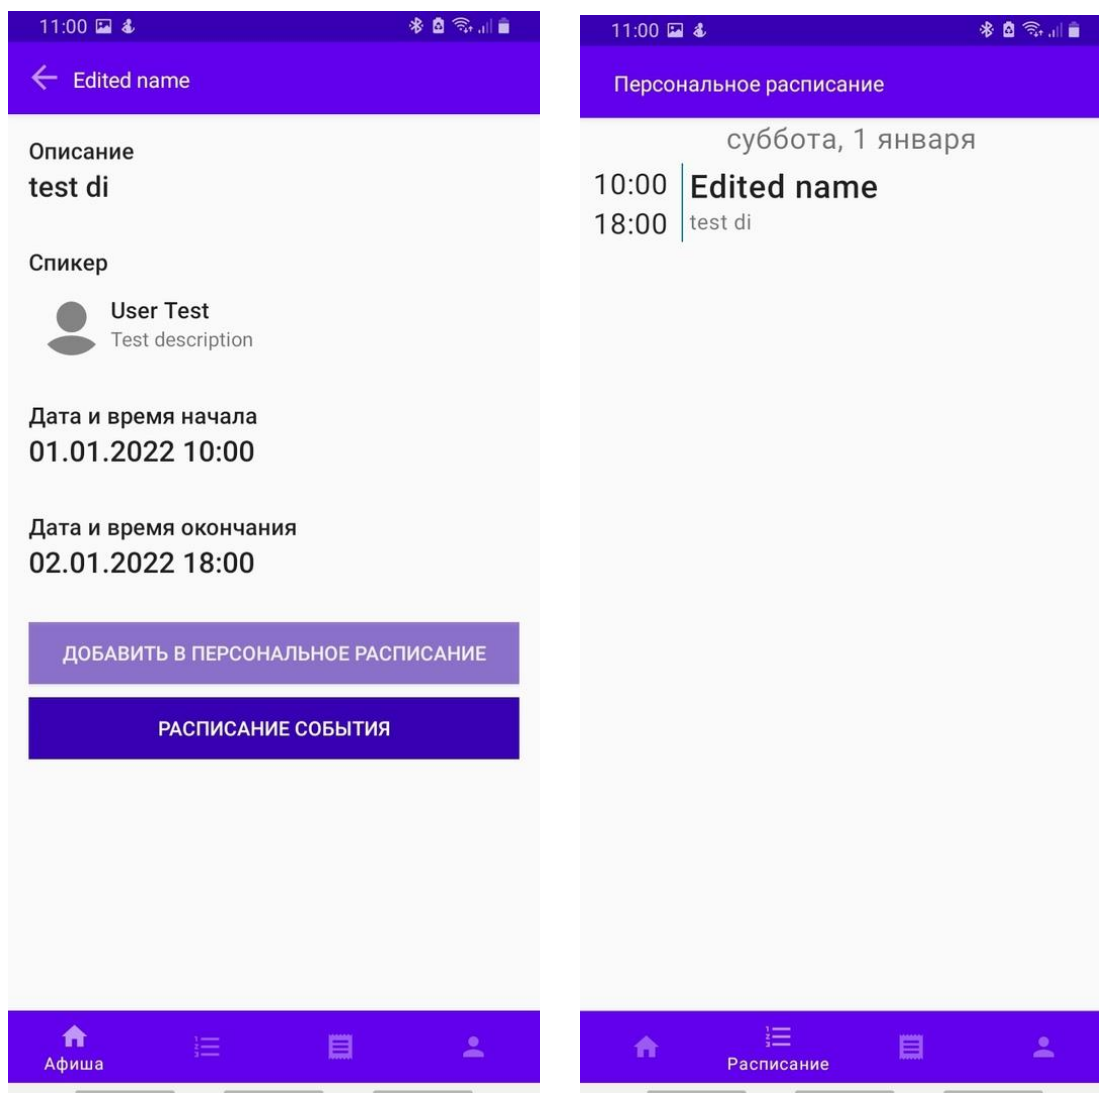 11:00
Edited name
Описание
test di
Спикер
User Test
Test description
Дата и время начала
01.01.2022 10:00
Дата и время окончания
02.01.2022 18:00
ДОБАВИТЬ В ПЕРСОНАЛЬНОЕ РАСПИСАНИЕ
РАСПИСАНИЕ СОБЫТИЯ
Афиша
11:00
Персональное расписание
суббота, 1 января
10:00
Edited name
18:00
test di
Расписание